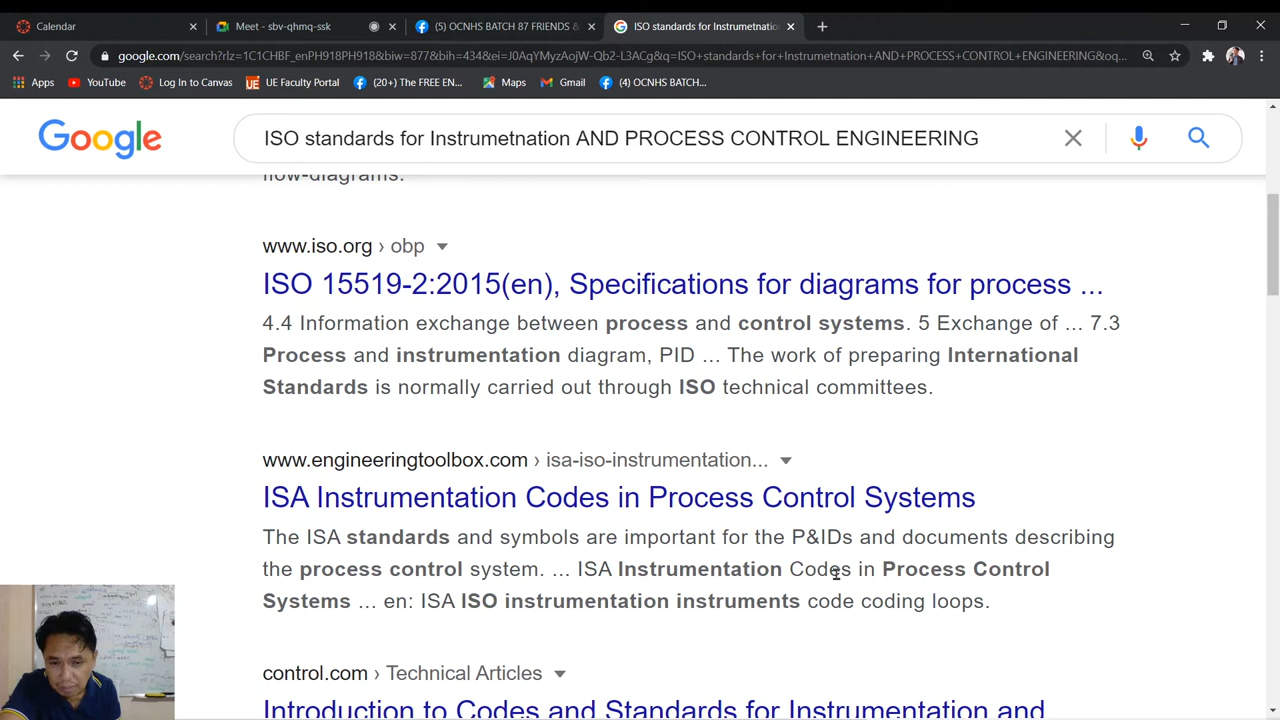 Calendar
Meet - sbv-qhmq-ssk
(5) OCNHS BATCH 87 FRIENDS &
ISO standards for Instrumetnation
google.com/search?rlz=1C1CHBF_enPH918PH918&biw=877&bih=434&ei=J0AqYMyzAojW-Qb2-L3ACg&q=ISO+standards+for+Instrumetnation+AND+PROCESS+CONTROL+ENGINEERING&oq...
Apps
YouTube
Log In to Canvas
UE Faculty Portal
(20+) The FREE EN...
Maps
Gmail
(4) OCNHS BATCH...
Google
ISO standards for Instrumetnation AND PROCESS CONTROL ENGINEERING
flow-diagrams.
www.iso.org › obp
ISO 15519-2:2015(en), Specifications for diagrams for process ...
4.4 Information exchange between process and control systems. 5 Exchange of ... 7.3
Process and instrumentation diagram, PID ... The work of preparing International
Standards is normally carried out through ISO technical committees.
www.engineeringtoolbox.com › isa-iso-instrumentation...
ISA Instrumentation Codes in Process Control Systems
The ISA standards and symbols are important for the P&IDs and documents describing
the process control system. ... ISA Instrumentation Codes in Process Control
Systems ... en: ISA ISO instrumentation instruments code coding loops.
control.com › Technical Articles
Introduction to Codes and Standards for Instrumentation and